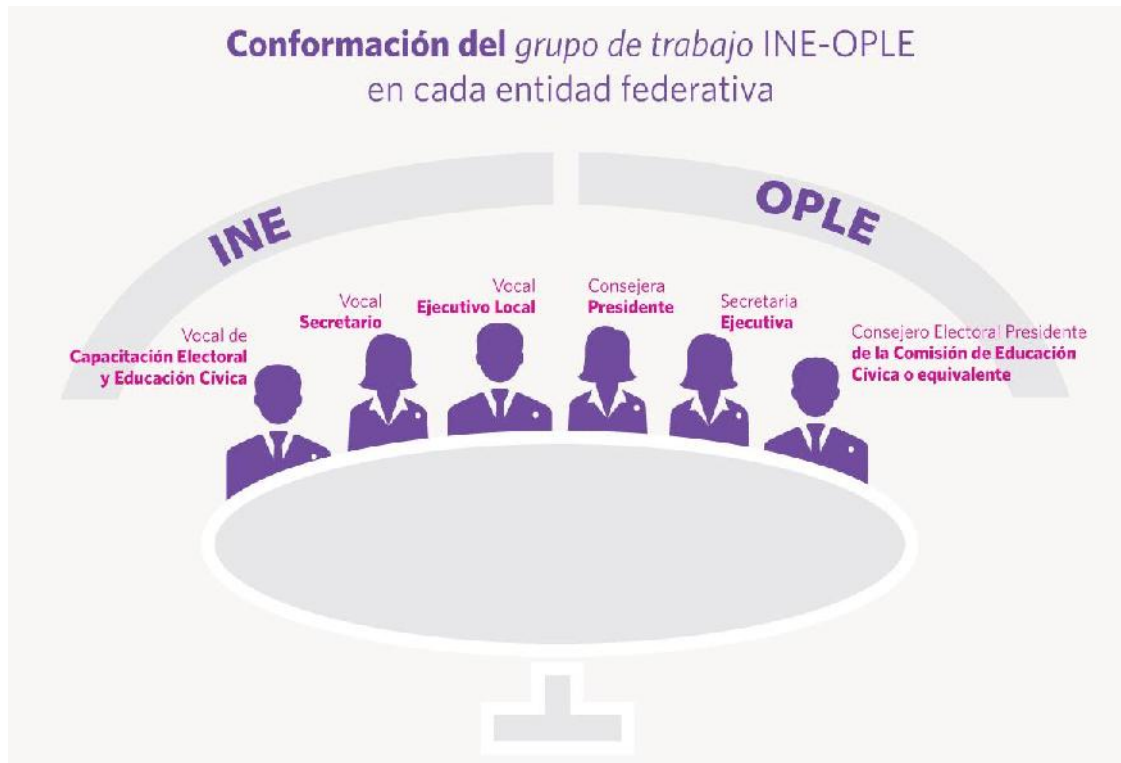 Conformación del grupo de trabajo INE-OPLE
en cada entidad federativa
INE
OPLE
Vocal de
Capacitación Electoral
y Educación Cívica
Vocal
Secretario
Vocal
Ejecutivo Local
Consejera
Presidente
Secretaria
Ejecutiva
Consejero Electoral Presidente
de la Comisión de Educación
Cívica o equivalente